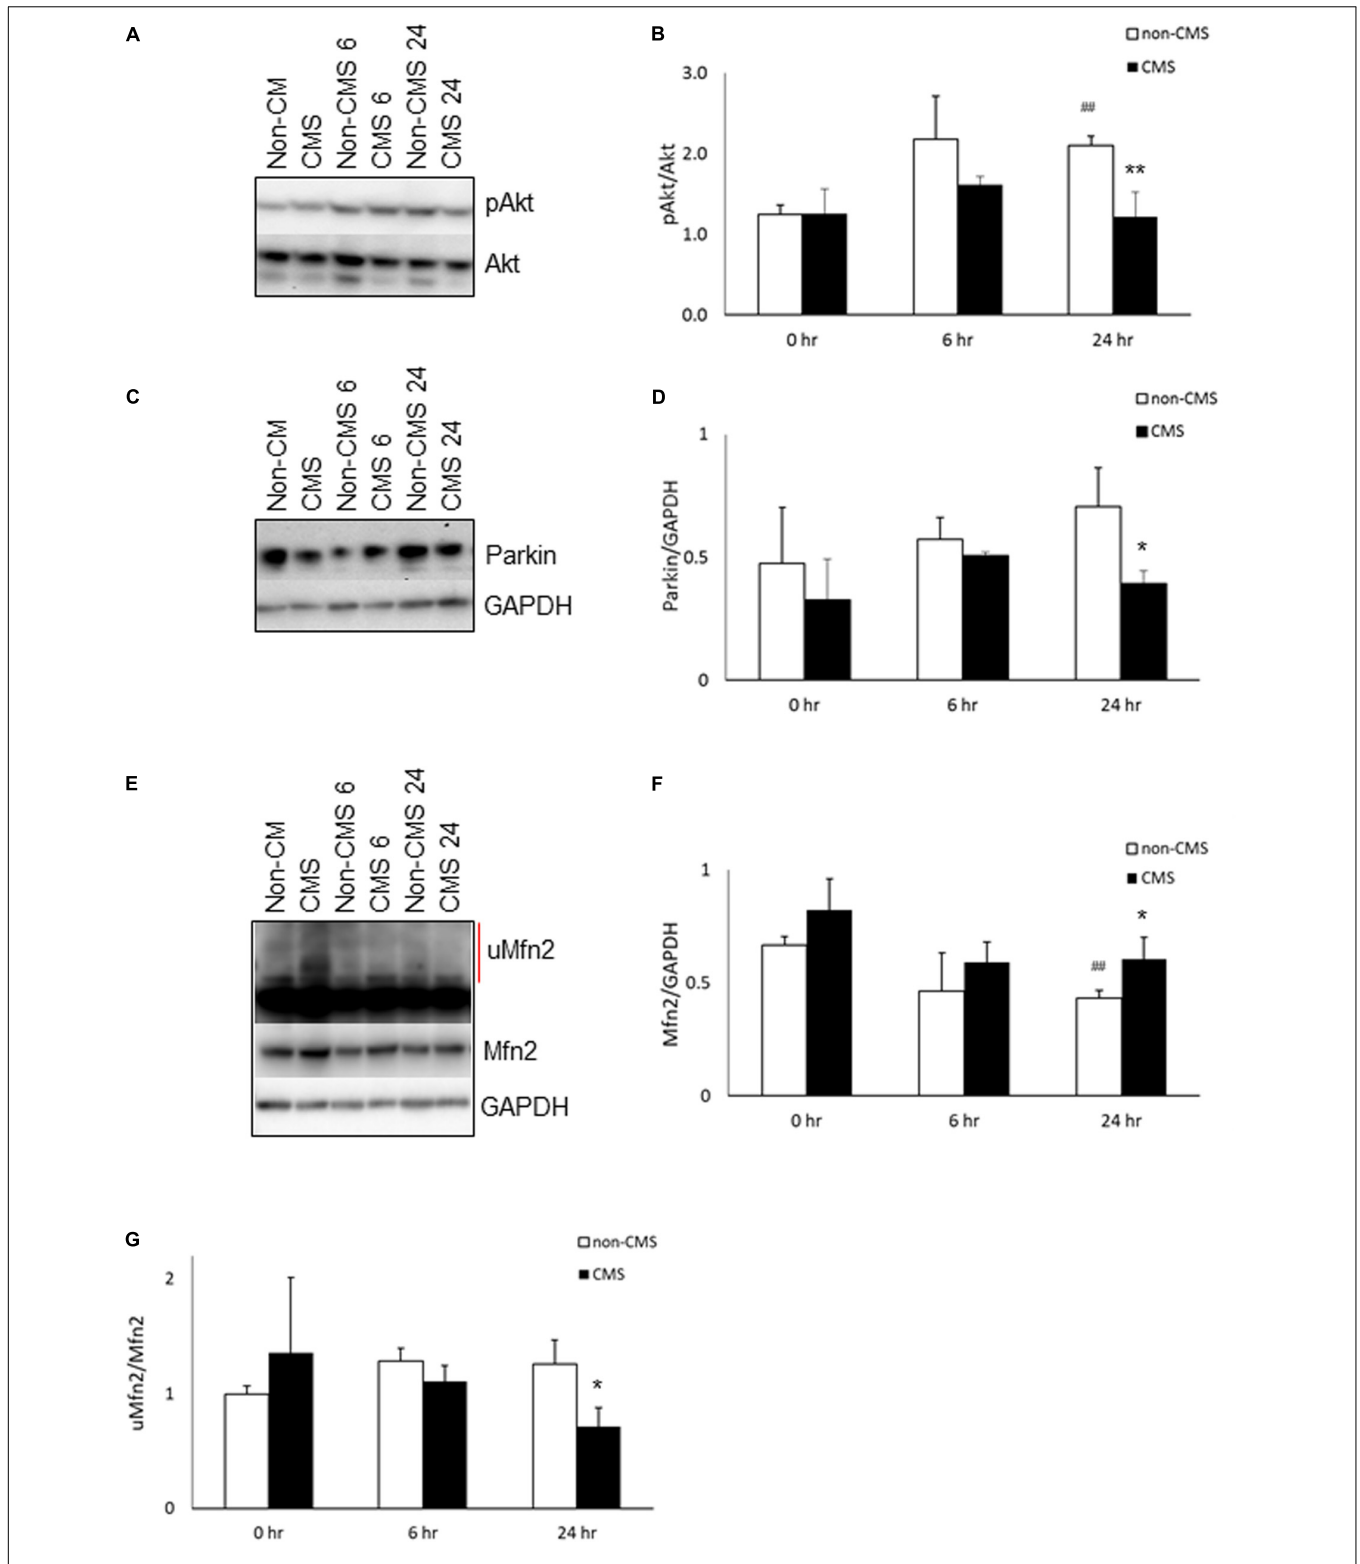 A
Non-CM
CMS
Non-CMS 6
CMS 6
Non-CMS 24
CMS 24
pAkt
Akt
B
non-CMS
CMS
3.0
2.0
1.0
0.0
pAkt/Akt
##
**
0 hr
6 hr
24 hr
C
Non-CM
CMS
Non-CMS 6
CMS 6
Non-CMS 24
CMS 24
Parkin
GAPDH
D
non-CMS
CMS
1
0.5
0
Parkin/GAPDH
*
0 hr
6 hr
24 hr
E
Non-CM
CMS
Non-CMS 6
CMS 6
Non-CMS 24
CMS 24
uMfn2
Mfn2
GAPDH
F
non-CMS
CMS
1
0.5
0
Mfn2/GAPDH
##
*
0 hr
6 hr
24 hr
G
non-CMS
CMS
2
1
0
uMfn2/Mfn2
*
0 hr
6 hr
24 hr